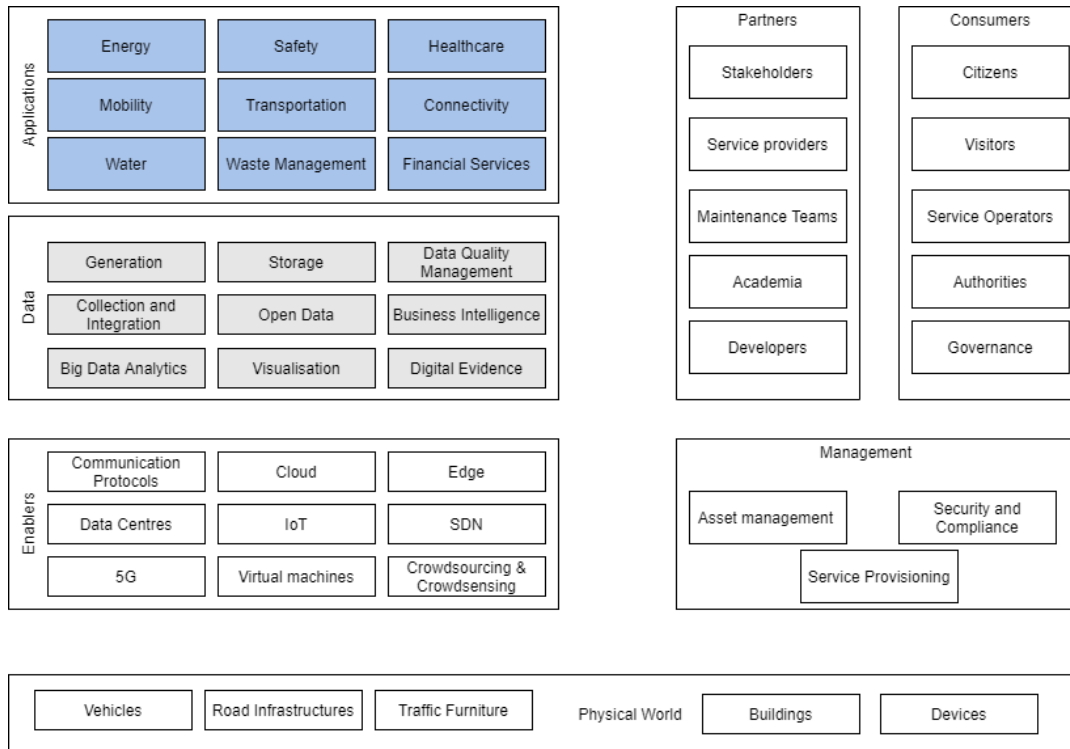 Applications
Energy
Safety
Healthcare
Mobility
Transportation
Connectivity
Water
Waste Management
Financial Services
Data
Generation
Storage
Data Quality
Management
Collection and
Integration
Open Data
Business Intelligence
Big Data Analytics
Visualisation
Digital Evidence
Enablers
Communication
Protocols
Cloud
Edge
Data Centres
IoT
SDN
5G
Virtual machines
Crowdsourcing &
Crowdsensing
Partners
Stakeholders
Service providers
Maintenance Teams
Academia
Developers
Consumers
Citizens
Visitors
Service Operators
Authorities
Governance
Management
Asset management
Security and
Compliance
Service Provisioning
Vehicles
Road Infrastructures
Traffic Furniture
Physical World
Buildings
Devices